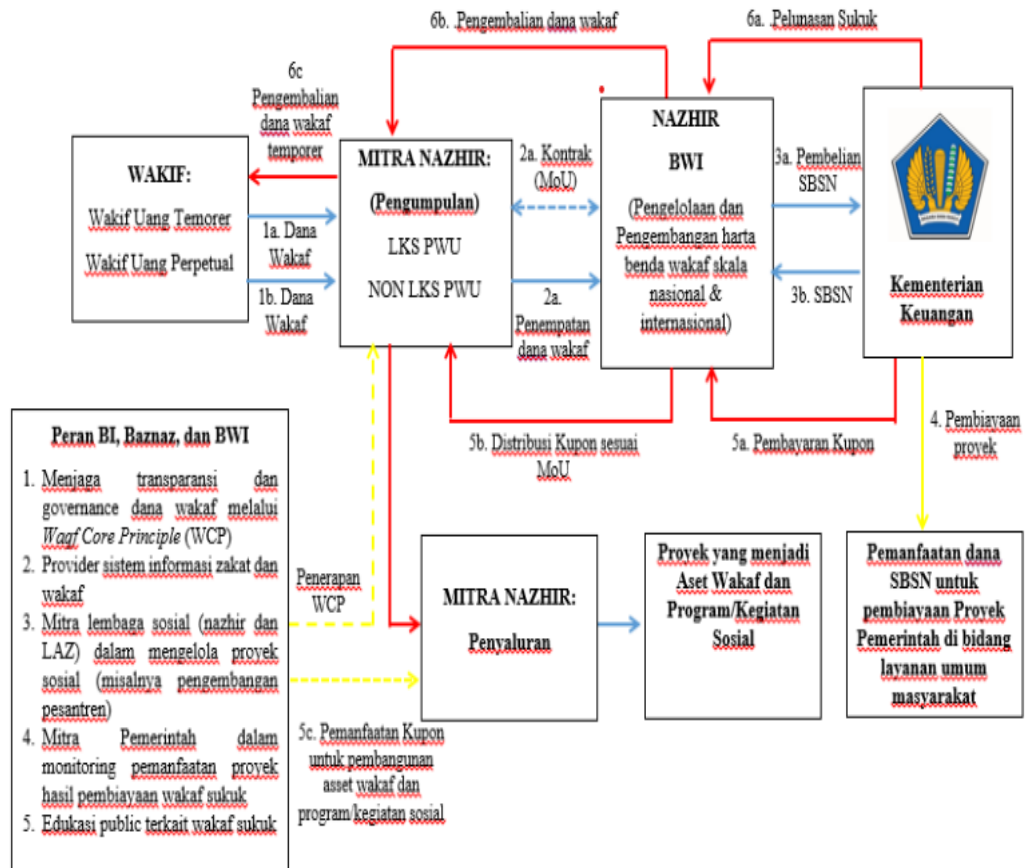 6b. .Pengembalian dana wakaf
6a. .Pelunasan Sukuk
6c
Pengembalian
dana wakaf
temporer
WAKIF:
Wakif Uang Temorer
Wakif Uang Perpetual
1a. Dana
Wakaf
1b. Dana
Wakaf
MITRA NAZHIR:
(Pengumpulan)
LKS PWU
NON LKS PWU
2a. Kontrak
(MoU)
2a.
Penempatan
dana wakaf
NAZHIR
BWI
(Pengelolaan dan
Pengembangan harta
benda wakaf skala
nasional &
internasional)
3a. Pembelian
SBSN
3b. SBSN
Kementerian
Keuangan
5b. Distribusi Kupon sesuai
MoU
5a. Pembayaran Kupon
4. Pembiayaan
proyek
Peran BI, Baznaz, dan BWI
1. Menjaga transparansi dan
governance dana wakaf melalui
Waqf Core Principle (WCP)
2. Provider sistem informasi zakat dan
wakaf
3. Mitra lembaga sosial (nazhir dan
LAZ) dalam mengelola proyek
sosial (misalnya pengembangan
pesantren)
4. Mitra Pemerintah dalam
monitoring pemanfaatan proyek
hasil pembiayaan wakaf sukuk
5. Edukasi public terkait wakaf sukuk
Penerapan
WCP
5c. Pemanfaatan Kupon
untuk pembangunan
asset wakaf dan
program/kegiatan sosial
MITRA NAZHIR:
Penyaluran
Proyek yang menjadi
Aset Wakaf dan
Program/Kegiatan
Sosial
Pemanfaatan dana
SBSN untuk
pembiayaan Proyek
Pemerintah di bidang
layanan umum
masyarakat